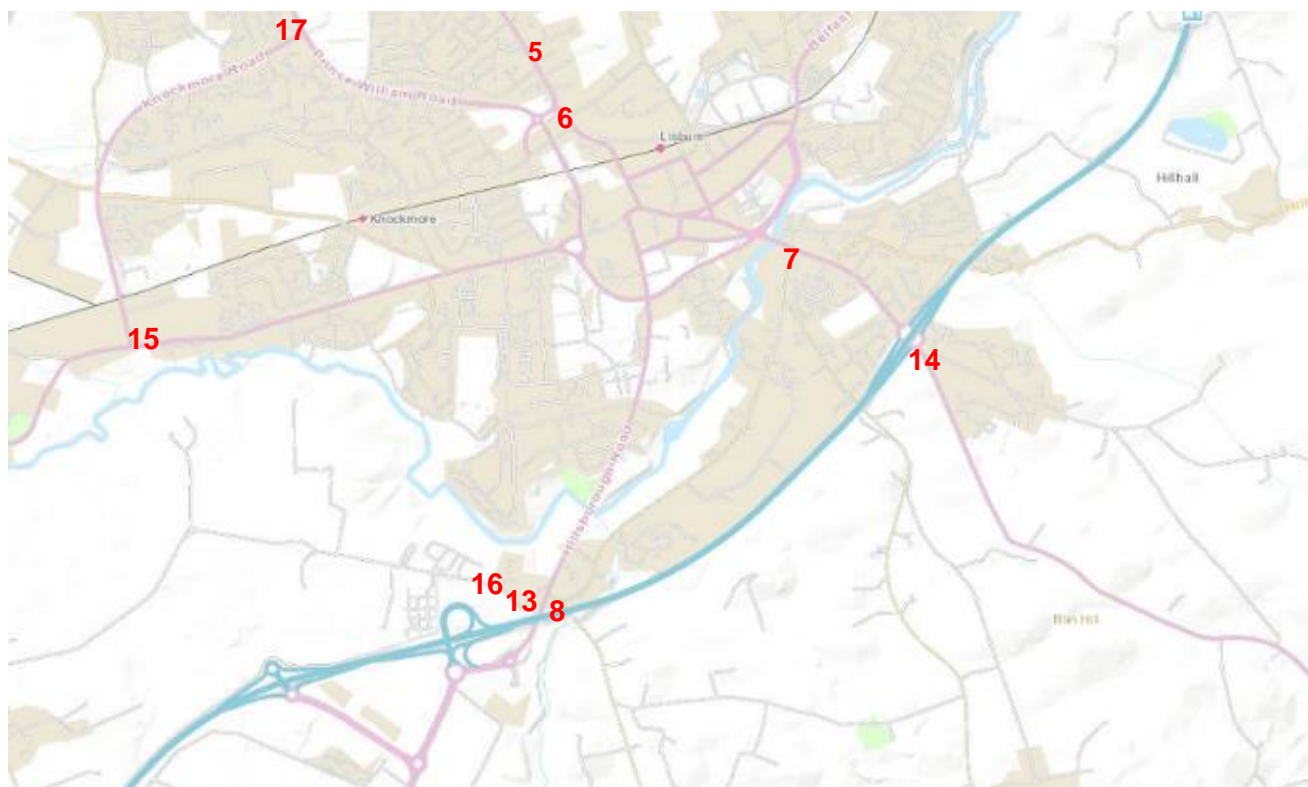 17
5
Belfast
Knockmore Road
Prince William Road
6
Lisburn
Hillhall
Knockmore
7
15
14
Hillsborough Road
16
13
8